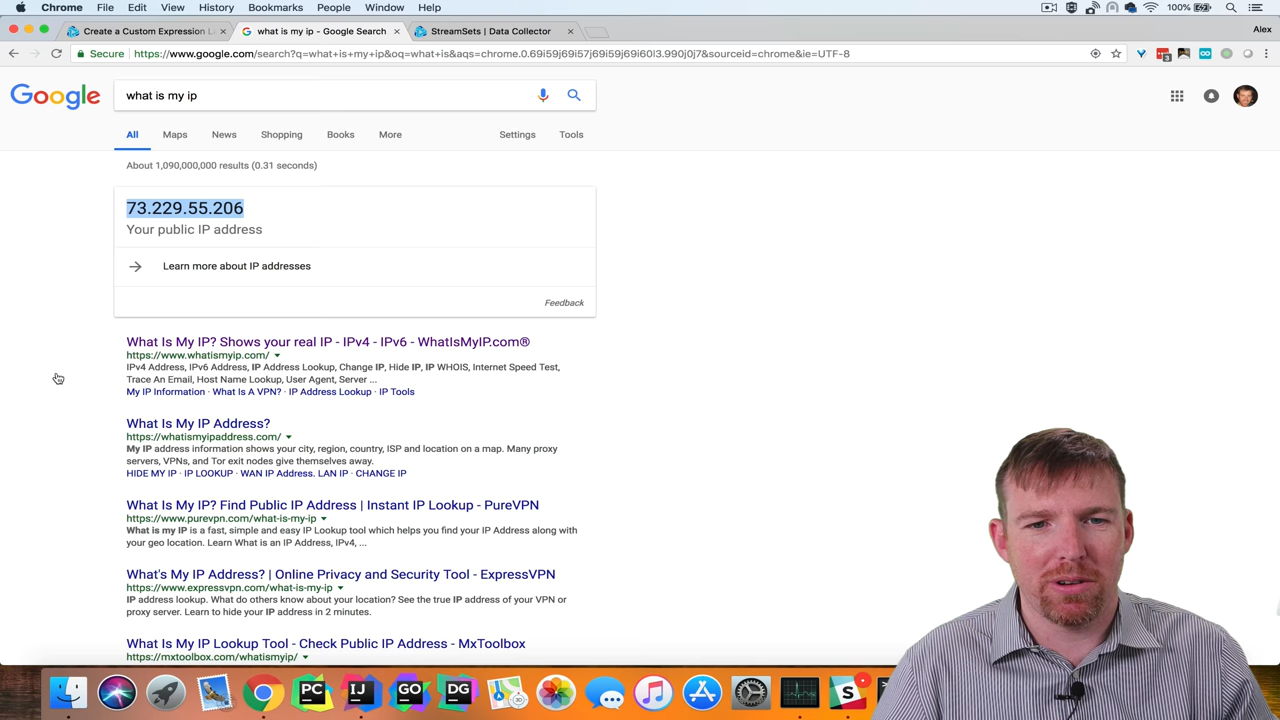 Chrome File Edit View History Bookmarks People Window Help 100%
Create a Custom Expression L × what is my ip - Google Search × StreamSets | Data Collector × Alex
Secure https://www.google.com/search?q=what+is+my+ip&oq=what+is+&aqs=chrome.0.69i59j69i57j69i59j69i60l3.990j0j7&sourceid=chrome&ie=UTF-8 3
Google what is my ip
All Maps News Shopping Books More Settings Tools
About 1,090,000,000 results (0.31 seconds)
73.229.55.206
Your public IP address
Learn more about IP addresses
Feedback
What Is My IP? Shows your real IP - IPv4 - IPv6 - WhatIsMyIP.com®
https://www.whatismyip.com/
IPv4 Address, IPv6 Address, IP Address Lookup, Change IP, Hide IP, IP WHOIS, Internet Speed Test,
Trace An Email, Host Name Lookup, User Agent, Server ...
My IP Information · What Is A VPN? · IP Address Lookup · IP Tools
What Is My IP Address?
https://whatismyipaddress.com/
My IP address information shows your city, region, country, ISP and location on a map. Many proxy
servers, VPNs, and Tor exit nodes give themselves away.
HIDE MY IP · IP LOOKUP · WAN IP Address. LAN IP · CHANGE IP
What Is My IP? Find Public IP Address | Instant IP Lookup - PureVPN
https://www.purevpn.com/what-is-my-ip
What is my IP is a fast, simple and easy IP Lookup tool which helps you find your IP Address along with
your geo location. Learn What is an IP Address, IPv4, ...
What's My IP Address? | Online Privacy and Security Tool - ExpressVPN
https://www.expressvpn.com/what-is-my-ip
IP address lookup. What do others know about your location? See the true IP address of your VPN or
proxy server. Learn to hide your IP address in 2 minutes.
What Is My IP Lookup Tool - Check Public IP Address - MxToolbox
https://mxtoolbox.com/whatismyip/
PC IJ GO DG S